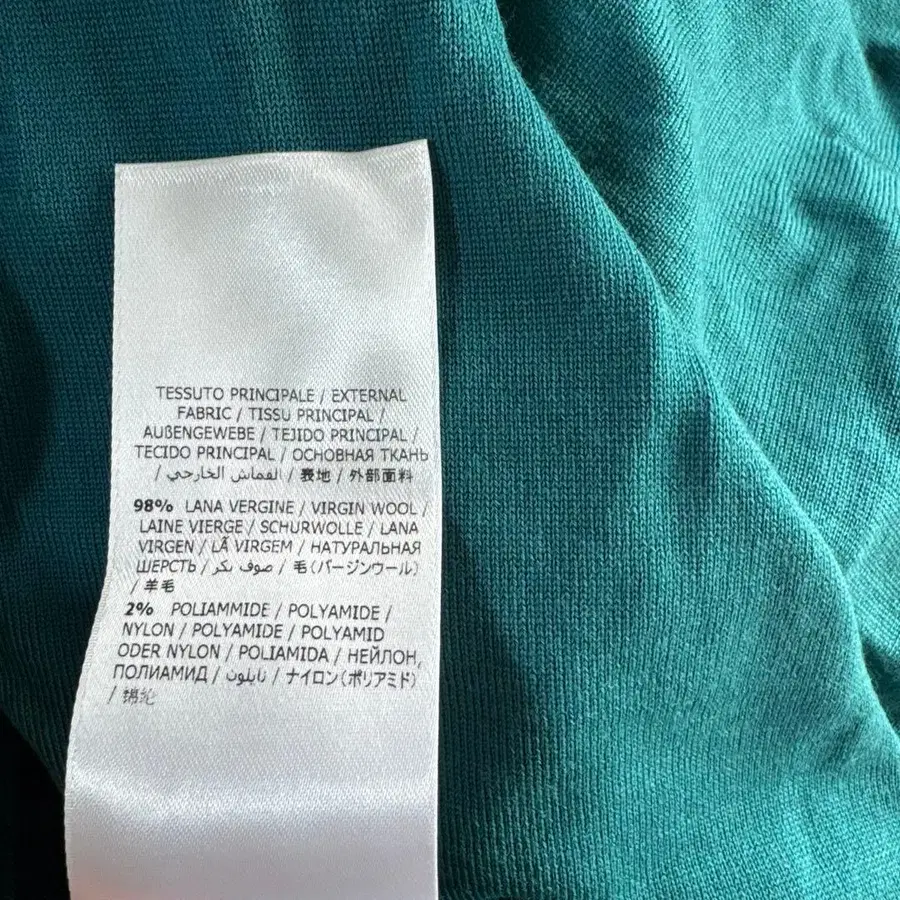 TESSUTO PRINCIPALE / EXTERNAL
FABRIC / TISSU PRINCIPAL /
AUßENGEWEBE / TEJIDO PRINCIPAL /
TECIDO PRINCIPAL / ОСНОВНАЯ ТКАНЬ
/ القماش الخارجي / 表地 / 外部面料
98% LANA VERGINE / VIRGIN WOOL /
LAINE VIERGE / SCHURWOLLE / LANA
VIRGEN / LÃ VIRGEM / НАТУРАЛЬНАЯ
ШЕРСТЬ / صوف بكر / 毛(バージンウール)
/ 羊毛
2% POLIAMMIDE / POLYAMIDE /
NYLON / POLYAMIDE / POLYAMID
ODER NYLON / POLIAMIDA / НЕЙЛОН,
ПОЛИАМИД / نايلون / ナイロン(ポリアミド)
/ 锦纶